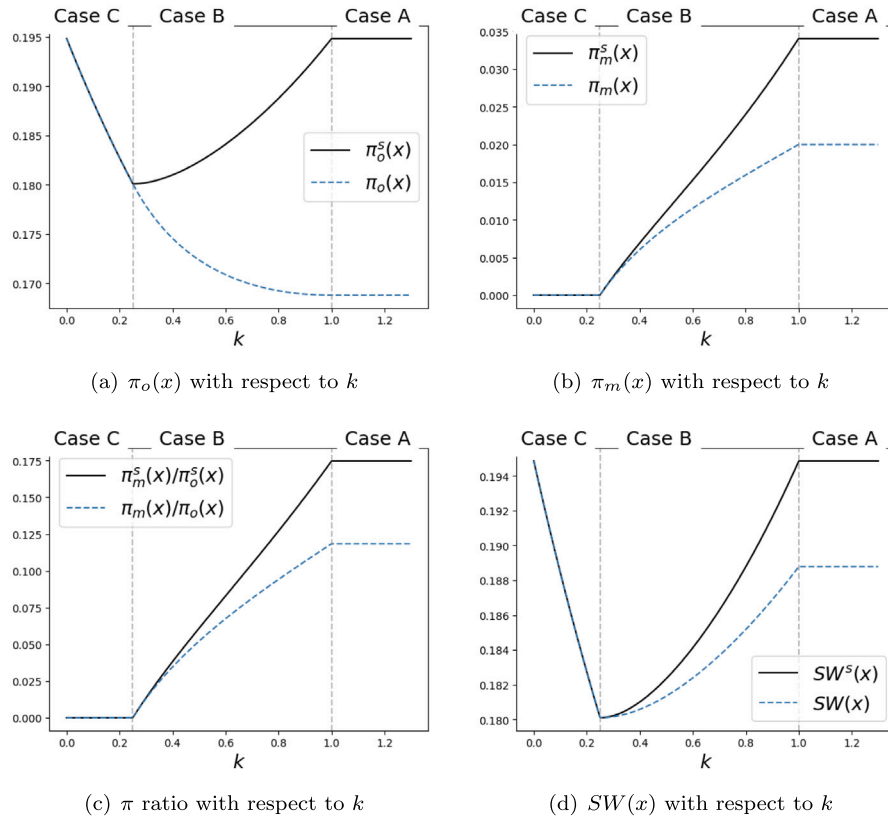 Case C Case B Case A
0.195
0.190
0.185
0.180
0.175
0.170
π_o^s(x)
π_o(x)
0.0 0.2 0.4 0.6 0.8 1.0 1.2
k
(a) π_o(x) with respect to k
Case C Case B Case A
0.035
0.030
0.025
0.020
0.015
0.010
0.005
0.000
π_m^s(x)
π_m(x)
0.0 0.2 0.4 0.6 0.8 1.0 1.2
k
(b) π_m(x) with respect to k
Case C Case B Case A
0.175
0.150
0.125
0.100
0.075
0.050
0.025
0.000
π_m^s(x)/π_o^s(x)
π_m(x)/π_o(x)
0.0 0.2 0.4 0.6 0.8 1.0 1.2
k
(c) π ratio with respect to k
Case C Case B Case A
0.194
0.192
0.190
0.188
0.186
0.184
0.182
0.180
SW^s(x)
SW(x)
0.0 0.2 0.4 0.6 0.8 1.0 1.2
k
(d) SW(x) with respect to k